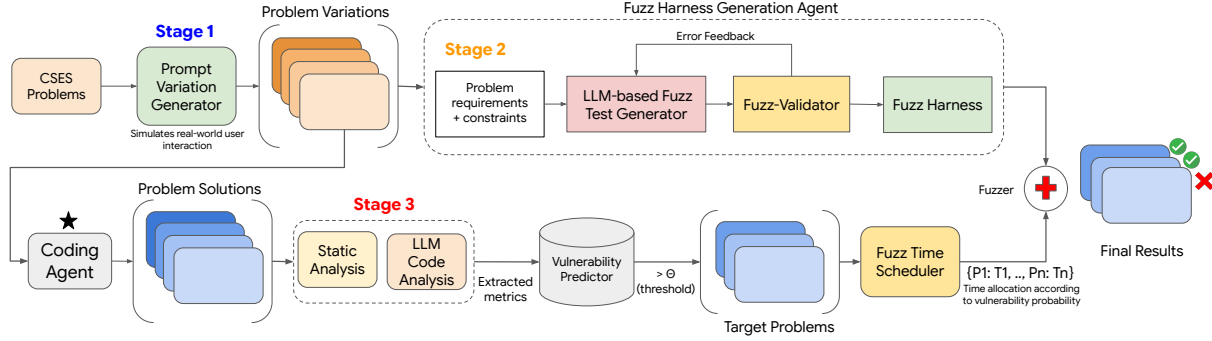 Problem Variations
Fuzz Harness Generation Agent
Stage 1
Stage 2
Error Feedback
CSES
Problems
Prompt
Variation
Generator
Simulates real-world user
interaction
Problem
requirements
+ constraints
LLM-based Fuzz
Test Generator
Fuzz-Validator
Fuzz Harness
Problem Solutions
Stage 3
Coding
Agent
Static
Analysis
LLM
Code
Analysis
Extracted
metrics
Vulnerability
Predictor
> Θ
(threshold)
Target Problems
Fuzz Time
Scheduler
{P1: T1, .., Pn: Tn}
Time allocation according
to vulnerability probability
Fuzzer
Final Results